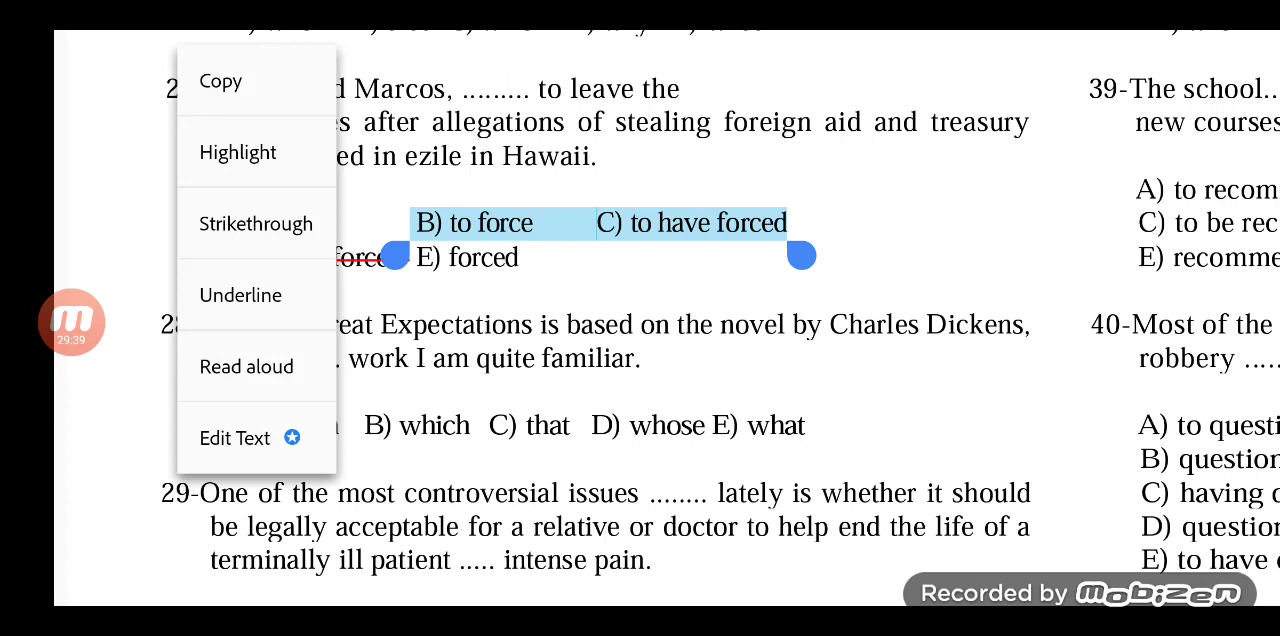 2
d Marcos, ......... to leave the
es after allegations of stealing foreign aid and treasury
ed in ezile in Hawaii.
B) to force C) to have forced
force E) forced
28 reat Expectations is based on the novel by Charles Dickens,
. work I am quite familiar.
B) which C) that D) whose E) what
29-One of the most controversial issues ........ lately is whether it should
be legally acceptable for a relative or doctor to help end the life of a
terminally ill patient ..... intense pain.
Copy
Highlight
Strikethrough
Underline
Read aloud
Edit Text
29:39
39-The school..
new courses
A) to recom
C) to be rec
E) recomme
40-Most of the
robbery ....
A) to questi
B) question
C) having
D) question
E) to have
Recorded by mobizen